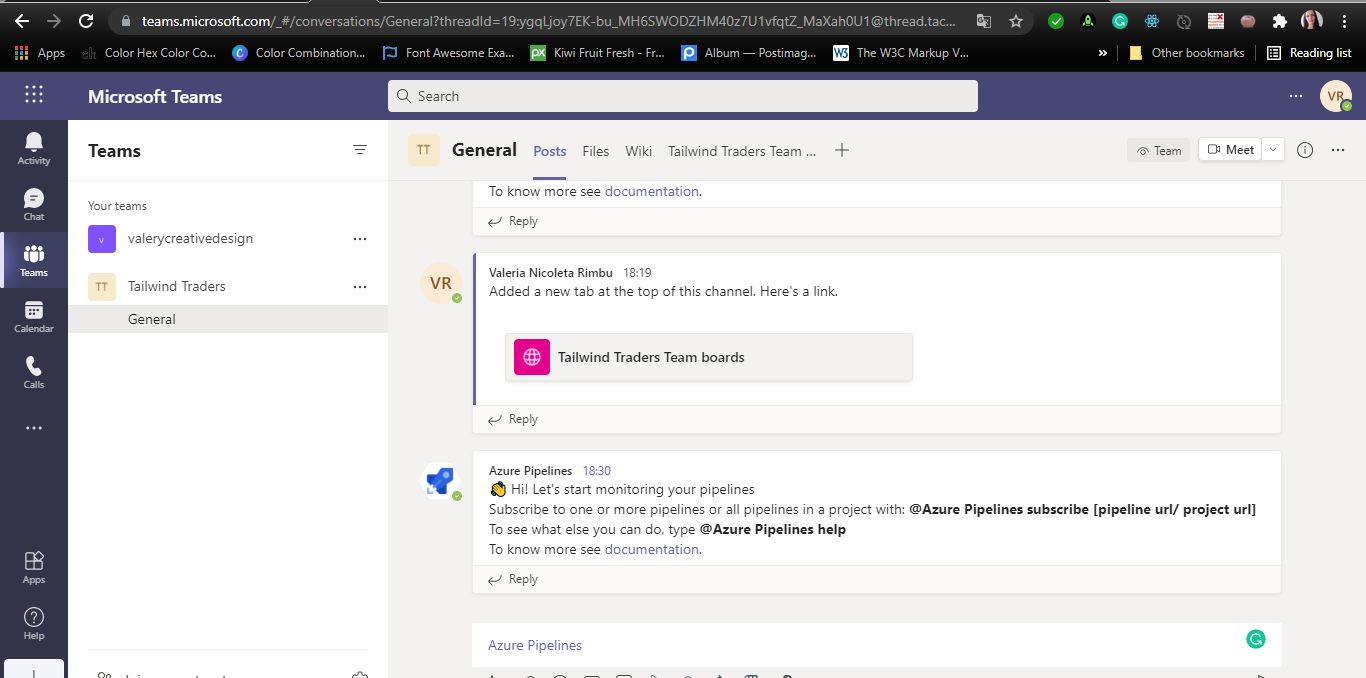 teams.microsoft.com/_#/conversations/General?threadId=19:ygqLjoy7EK-bu_MH6SWODZHM40z7U1vfqtZ_MaXah0U1@thread.tac...
Apps
Color Hex Color Co...
Color Combination...
Font Awesome Exa...
Kiwi Fruit Fresh - Fr...
Album — Postimag...
The W3C Markup V...
»
Other bookmarks
Reading list
Microsoft Teams
Search
VR
Activity
Chat
Teams
Calendar
Calls
Apps
Help
Teams
Your teams
v
valerycreativedesign
TT
Tailwind Traders
General
TT
General
Posts
Files
Wiki
Tailwind Traders Team ...
Team
Meet
To know more see documentation.
Reply
VR
Valeria Nicoleta Rimbu 18:19
Added a new tab at the top of this channel. Here's a link.
Tailwind Traders Team boards
Reply
Azure Pipelines 18:30
Hi! Let's start monitoring your pipelines
Subscribe to one or more pipelines or all pipelines in a project with: @Azure Pipelines subscribe [pipeline url/ project url]
To see what else you can do, type @Azure Pipelines help
To know more see documentation.
Reply
Azure Pipelines